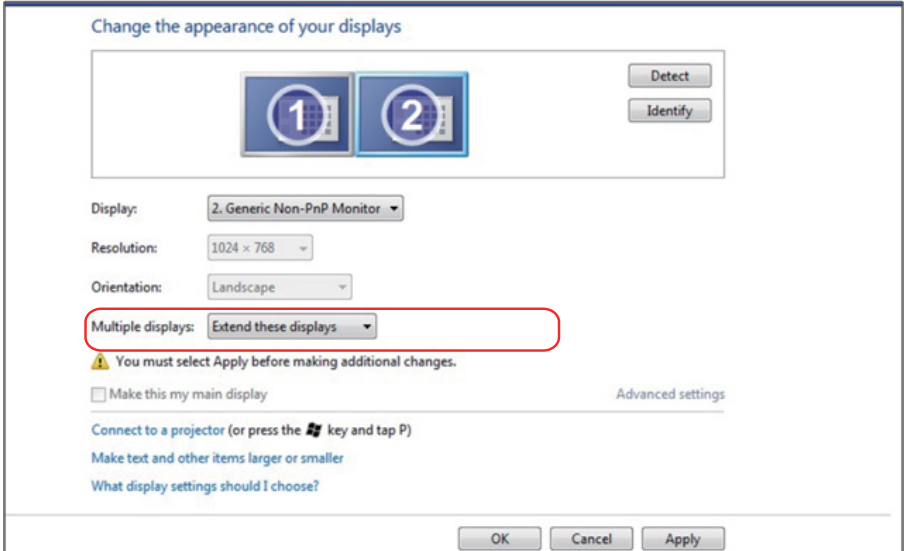 Change the appearance of your displays
1 2
Detect
Identify
Display: 2. Generic Non-PnP Monitor
Resolution: 1024 × 768
Orientation: Landscape
Multiple displays: Extend these displays
You must select Apply before making additional changes.
Make this my main display Advanced settings
Connect to a projector (or press the key and tap P)
Make text and other items larger or smaller
What display settings should I choose?
OK Cancel Apply